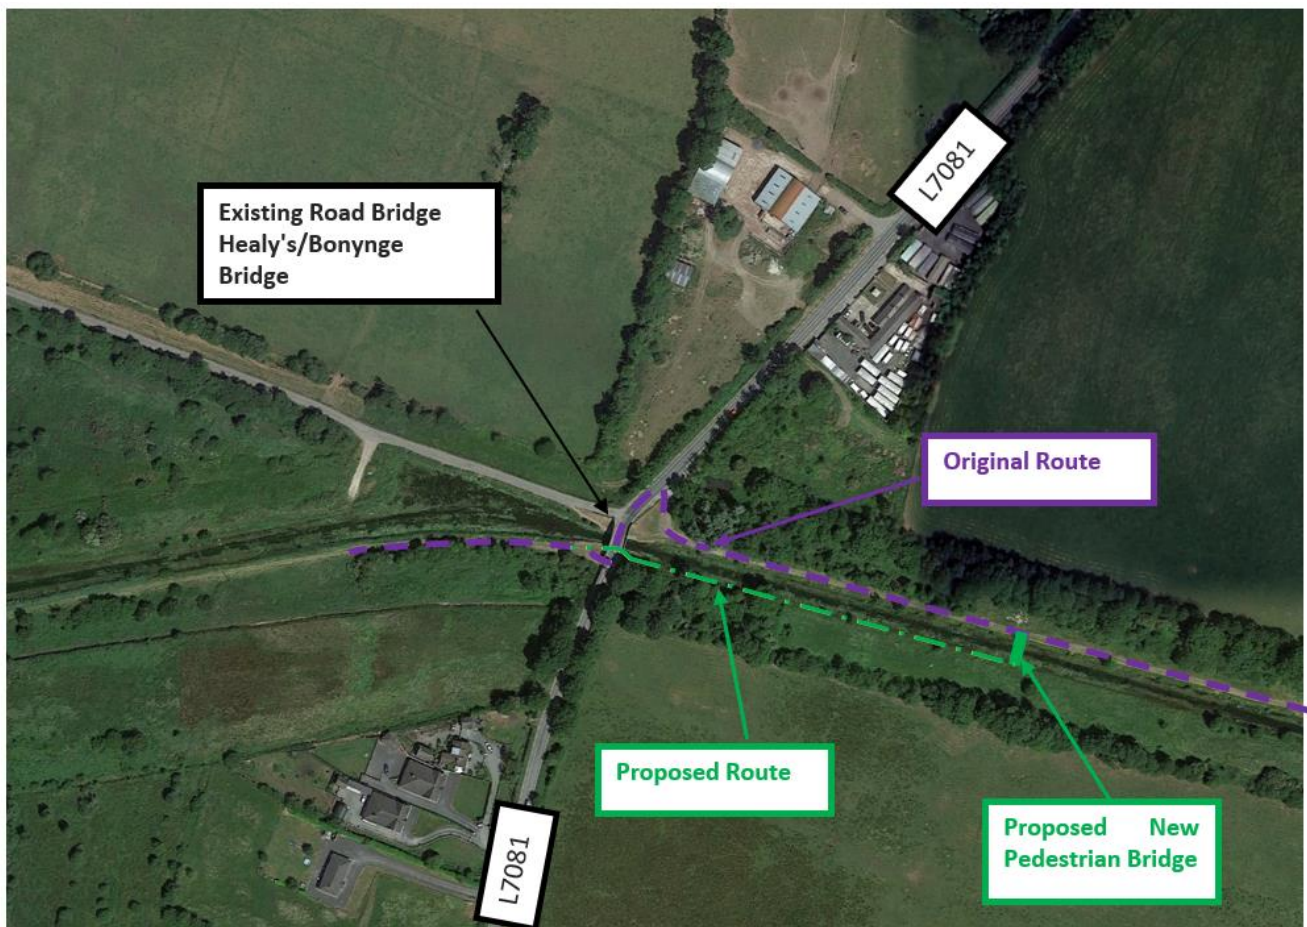 L7081
Existing Road Bridge
Healy's/Bonynge
Bridge
Original Route
Proposed Route
Proposed New
Pedestrian Bridge
L7081